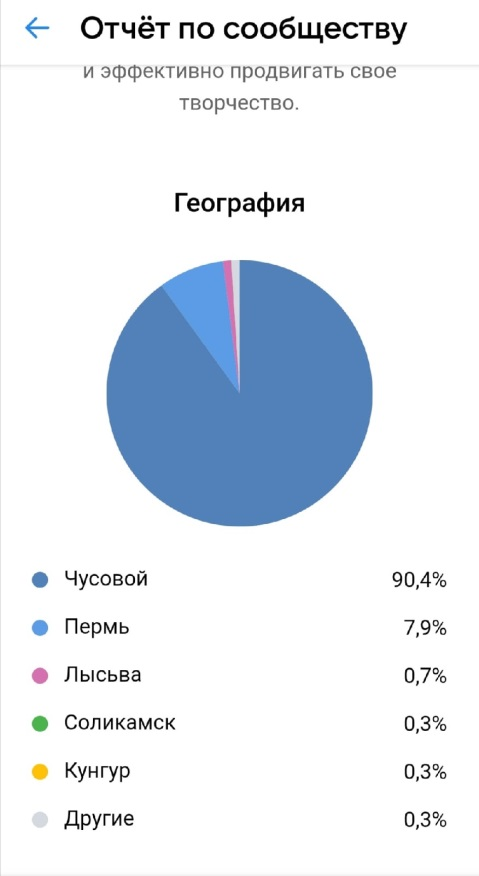 Отчёт по сообществу
и эффективно продвигать свое
творчество.
География
Чусовой 90,4%
Пермь 7,9%
Лысьва 0,7%
Соликамск 0,3%
Кунгур 0,3%
Другие 0,3%